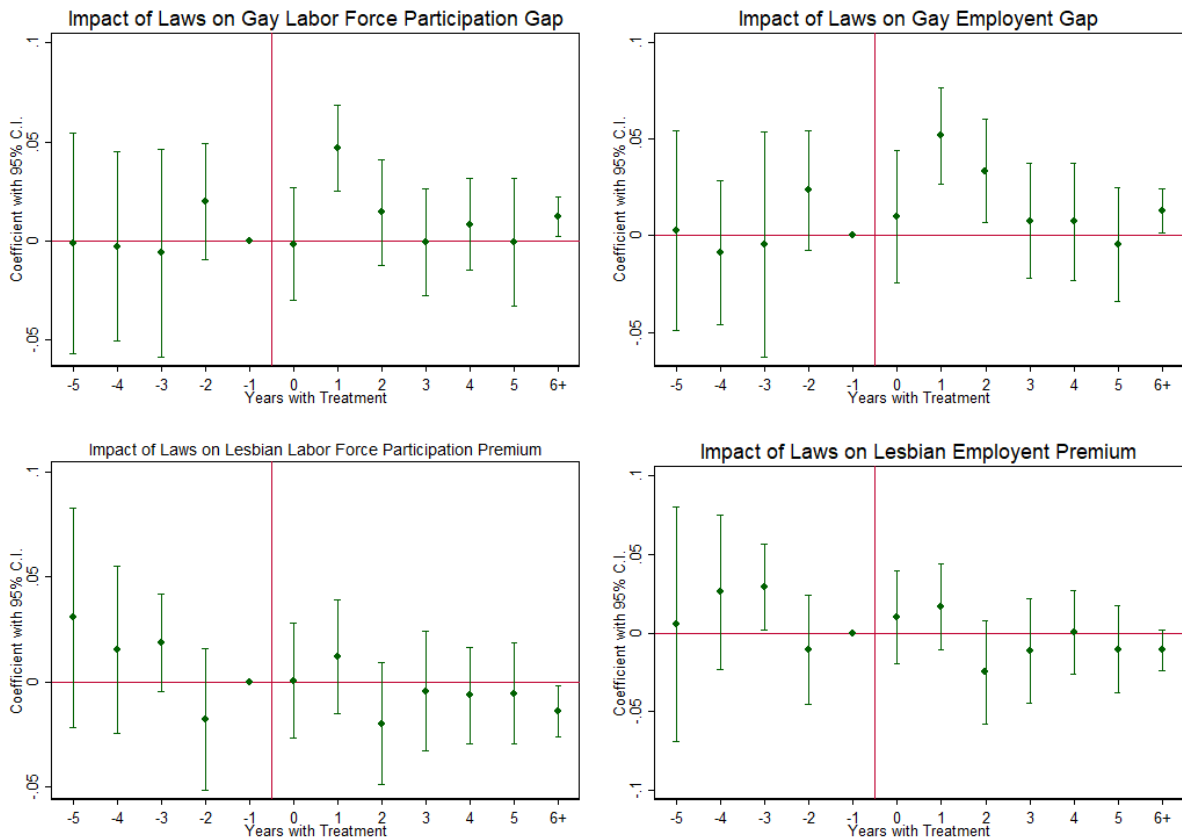 Impact of Laws on Gay Labor Force Participation Gap
Coefficient with 95% C.I.
.1
.05
0
-.05
-5 -4 -3 -2 -1 0 1 2 3 4 5 6+
Years with Treatment
Impact of Laws on Gay Employent Gap
Coefficient with 95% C.I.
.1
.05
0
-.05
-5 -4 -3 -2 -1 0 1 2 3 4 5 6+
Years with Treatment
Impact of Laws on Lesbian Labor Force Participation Premium
Coefficient with 95% C.I.
.1
.05
0
-.05
-5 -4 -3 -2 -1 0 1 2 3 4 5 6+
Years with Treatment
Impact of Laws on Lesbian Employent Premium
Coefficient with 95% C.I.
.1
.05
0
-.05
-.1
-5 -4 -3 -2 -1 0 1 2 3 4 5 6+
Years with Treatment